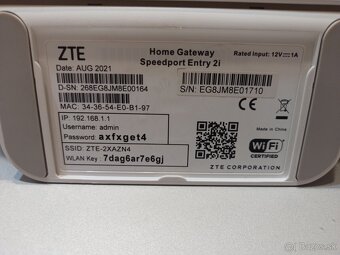 ZTE
Home Gateway
Speedport Entry 2i
Rated Input: 12V⎓1A
Date: AUG 2021
D-SN: 268EG8JM8E00164
S/N: EG8JM8E01710
MAC: 34-36-54-E0-B1-97
IP: 192.168.1.1
Username: admin
Password: axfxget4
SSID: ZTE-2XAZN4
WLAN Key: 7dag6ar7e6gj
Made in China
Wi Fi
CERTIFIED
ZTE CORPORATION
bazos.sk